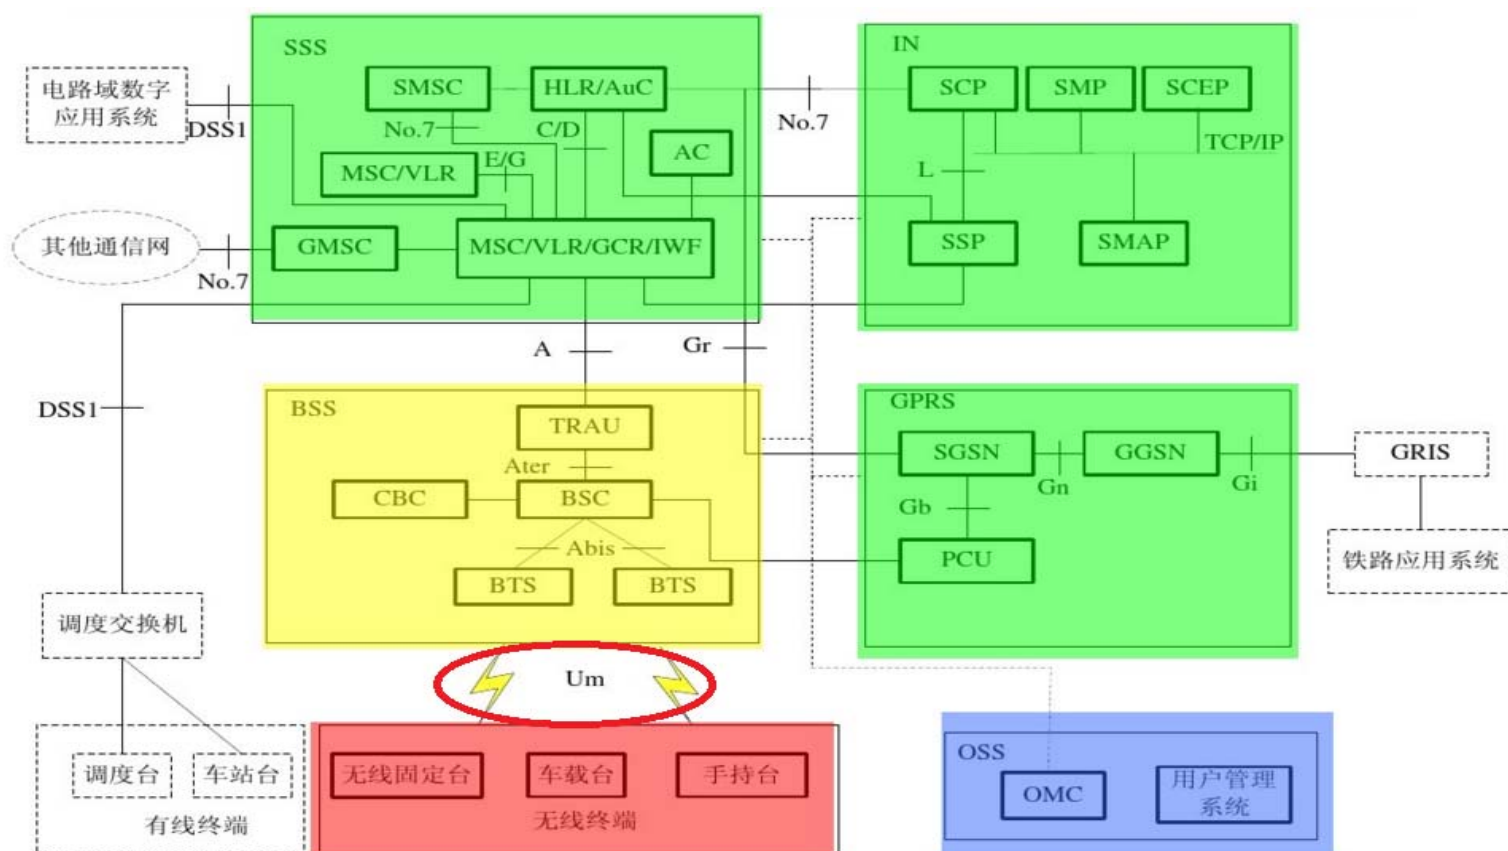 SSS
IN
电路域数字
应用系统
DSS1
SMSC
HLR/AuC
No.7
C/D
AC
MSC/VLR
E/G
No.7
SCP
SMP
SCEP
TCP/IP
L
其他通信网
No.7
GMSC
MSC/VLR/GCR/IWF
SSP
SMAP
A
Gr
DSS1
BSS
TRAU
Ater
CBC
BSC
Abis
BTS
BTS
GPRS
SGSN
GGSN
Gn
Gi
Gb
PCU
GRIS
铁路应用系统
调度交换机
Um
调度台
车站台
有线终端
无线固定台
车载台
手持台
无线终端
OSS
OMC
用户管理
系统